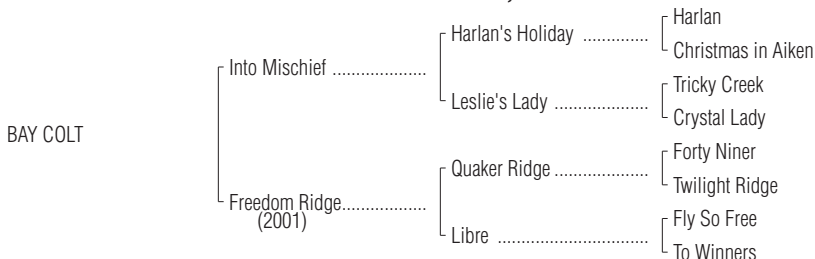 Harlan
Harlan's Holiday ..............
Christmas in Aiken
Into Mischief ....................
Tricky Creek
Leslie's Lady ....................
Crystal Lady
BAY COLT
Forty Niner
Quaker Ridge ....................
Twilight Ridge
Freedom Ridge..................
(2001)
Fly So Free
Libre ................................
To Winners